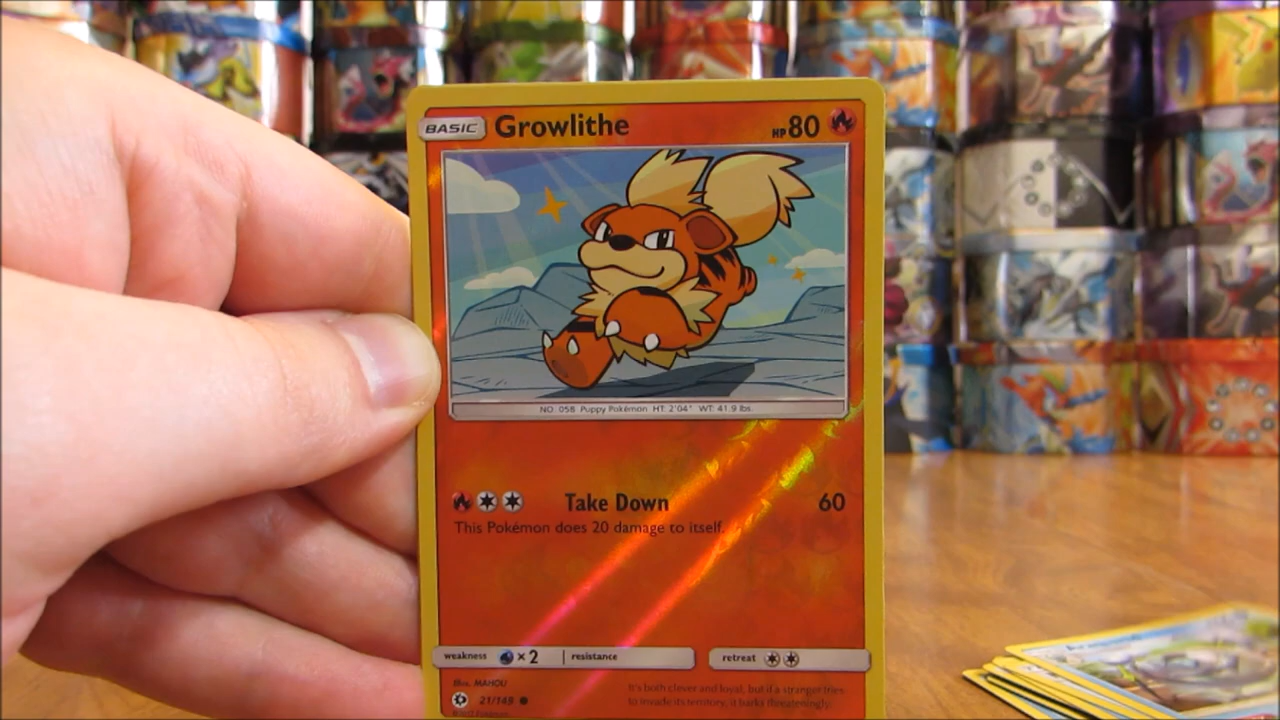 BASIC Growlithe HP 80
NO. 058 Puppy Pokémon HT: 2'04" WT: 41.9 lbs.
Take Down 60
This Pokémon does 20 damage to itself.
weakness ×2 resistance retreat
Illus. MAHOU
21/149
It's both clever and loyal, but if a stranger tries
to invade its territory, it barks threateningly.